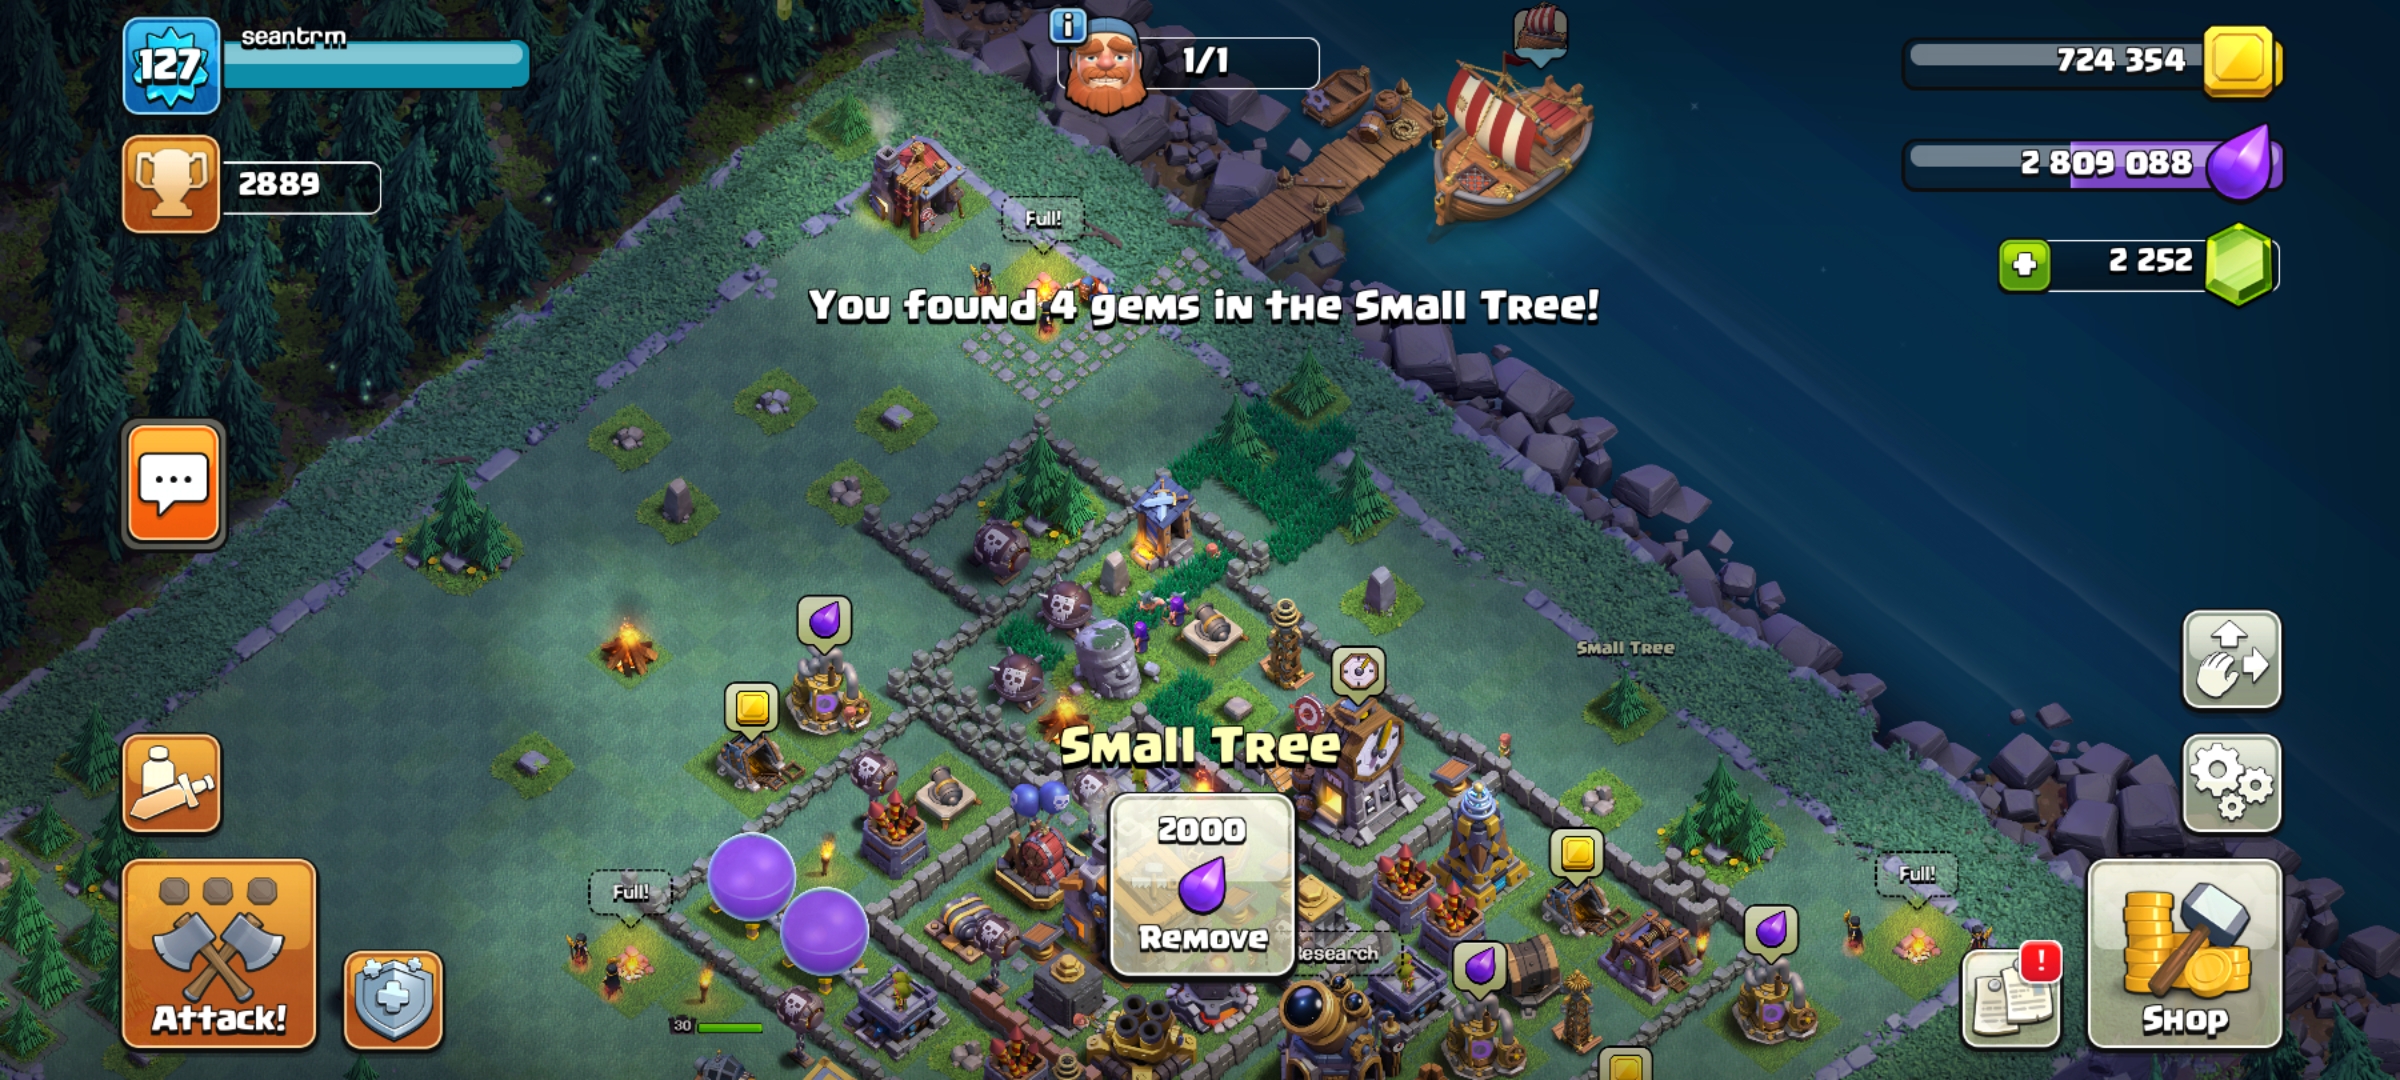 127
seantrm
1/1
724 354
2 809 088
2889
Full!
2 252
You found 4 gems in the Small Tree!
Small Tree
Small Tree
2000
Remove
Full!
Full!
Research
30
Attack!
!
Shop